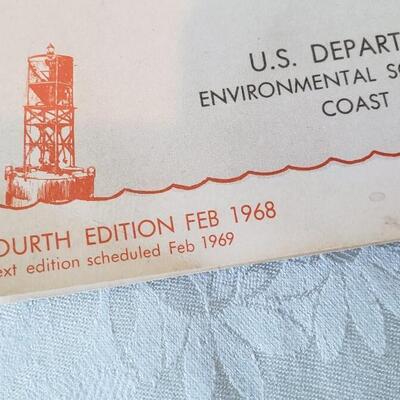 U.S. DEPART
ENVIRONMENTAL SC
COAST
OURTH EDITION FEB 1968
ext edition scheduled Feb 1969